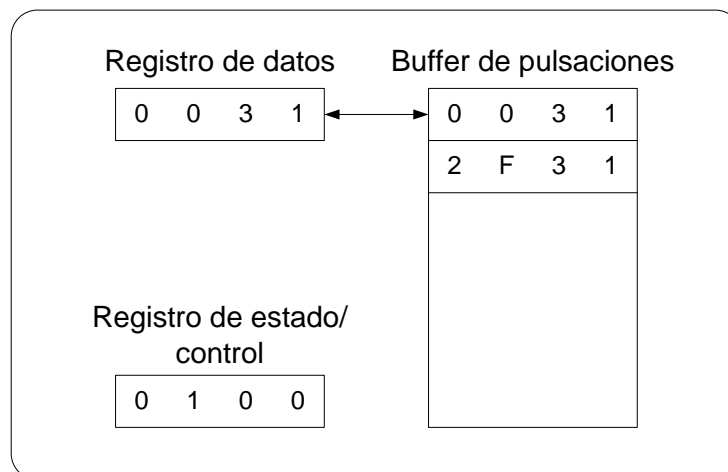 Registro de datos
0 0 3 1
Buffer de pulsaciones
0 0 3 1
2 F 3 1
Registro de estado/
control
0 1 0 0